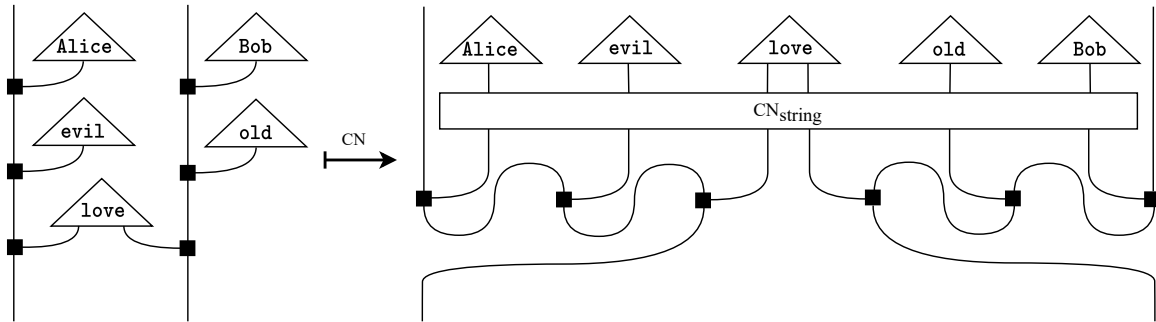 Alice Bob
evil old
love
CN
Alice evil love old Bob
CN_string